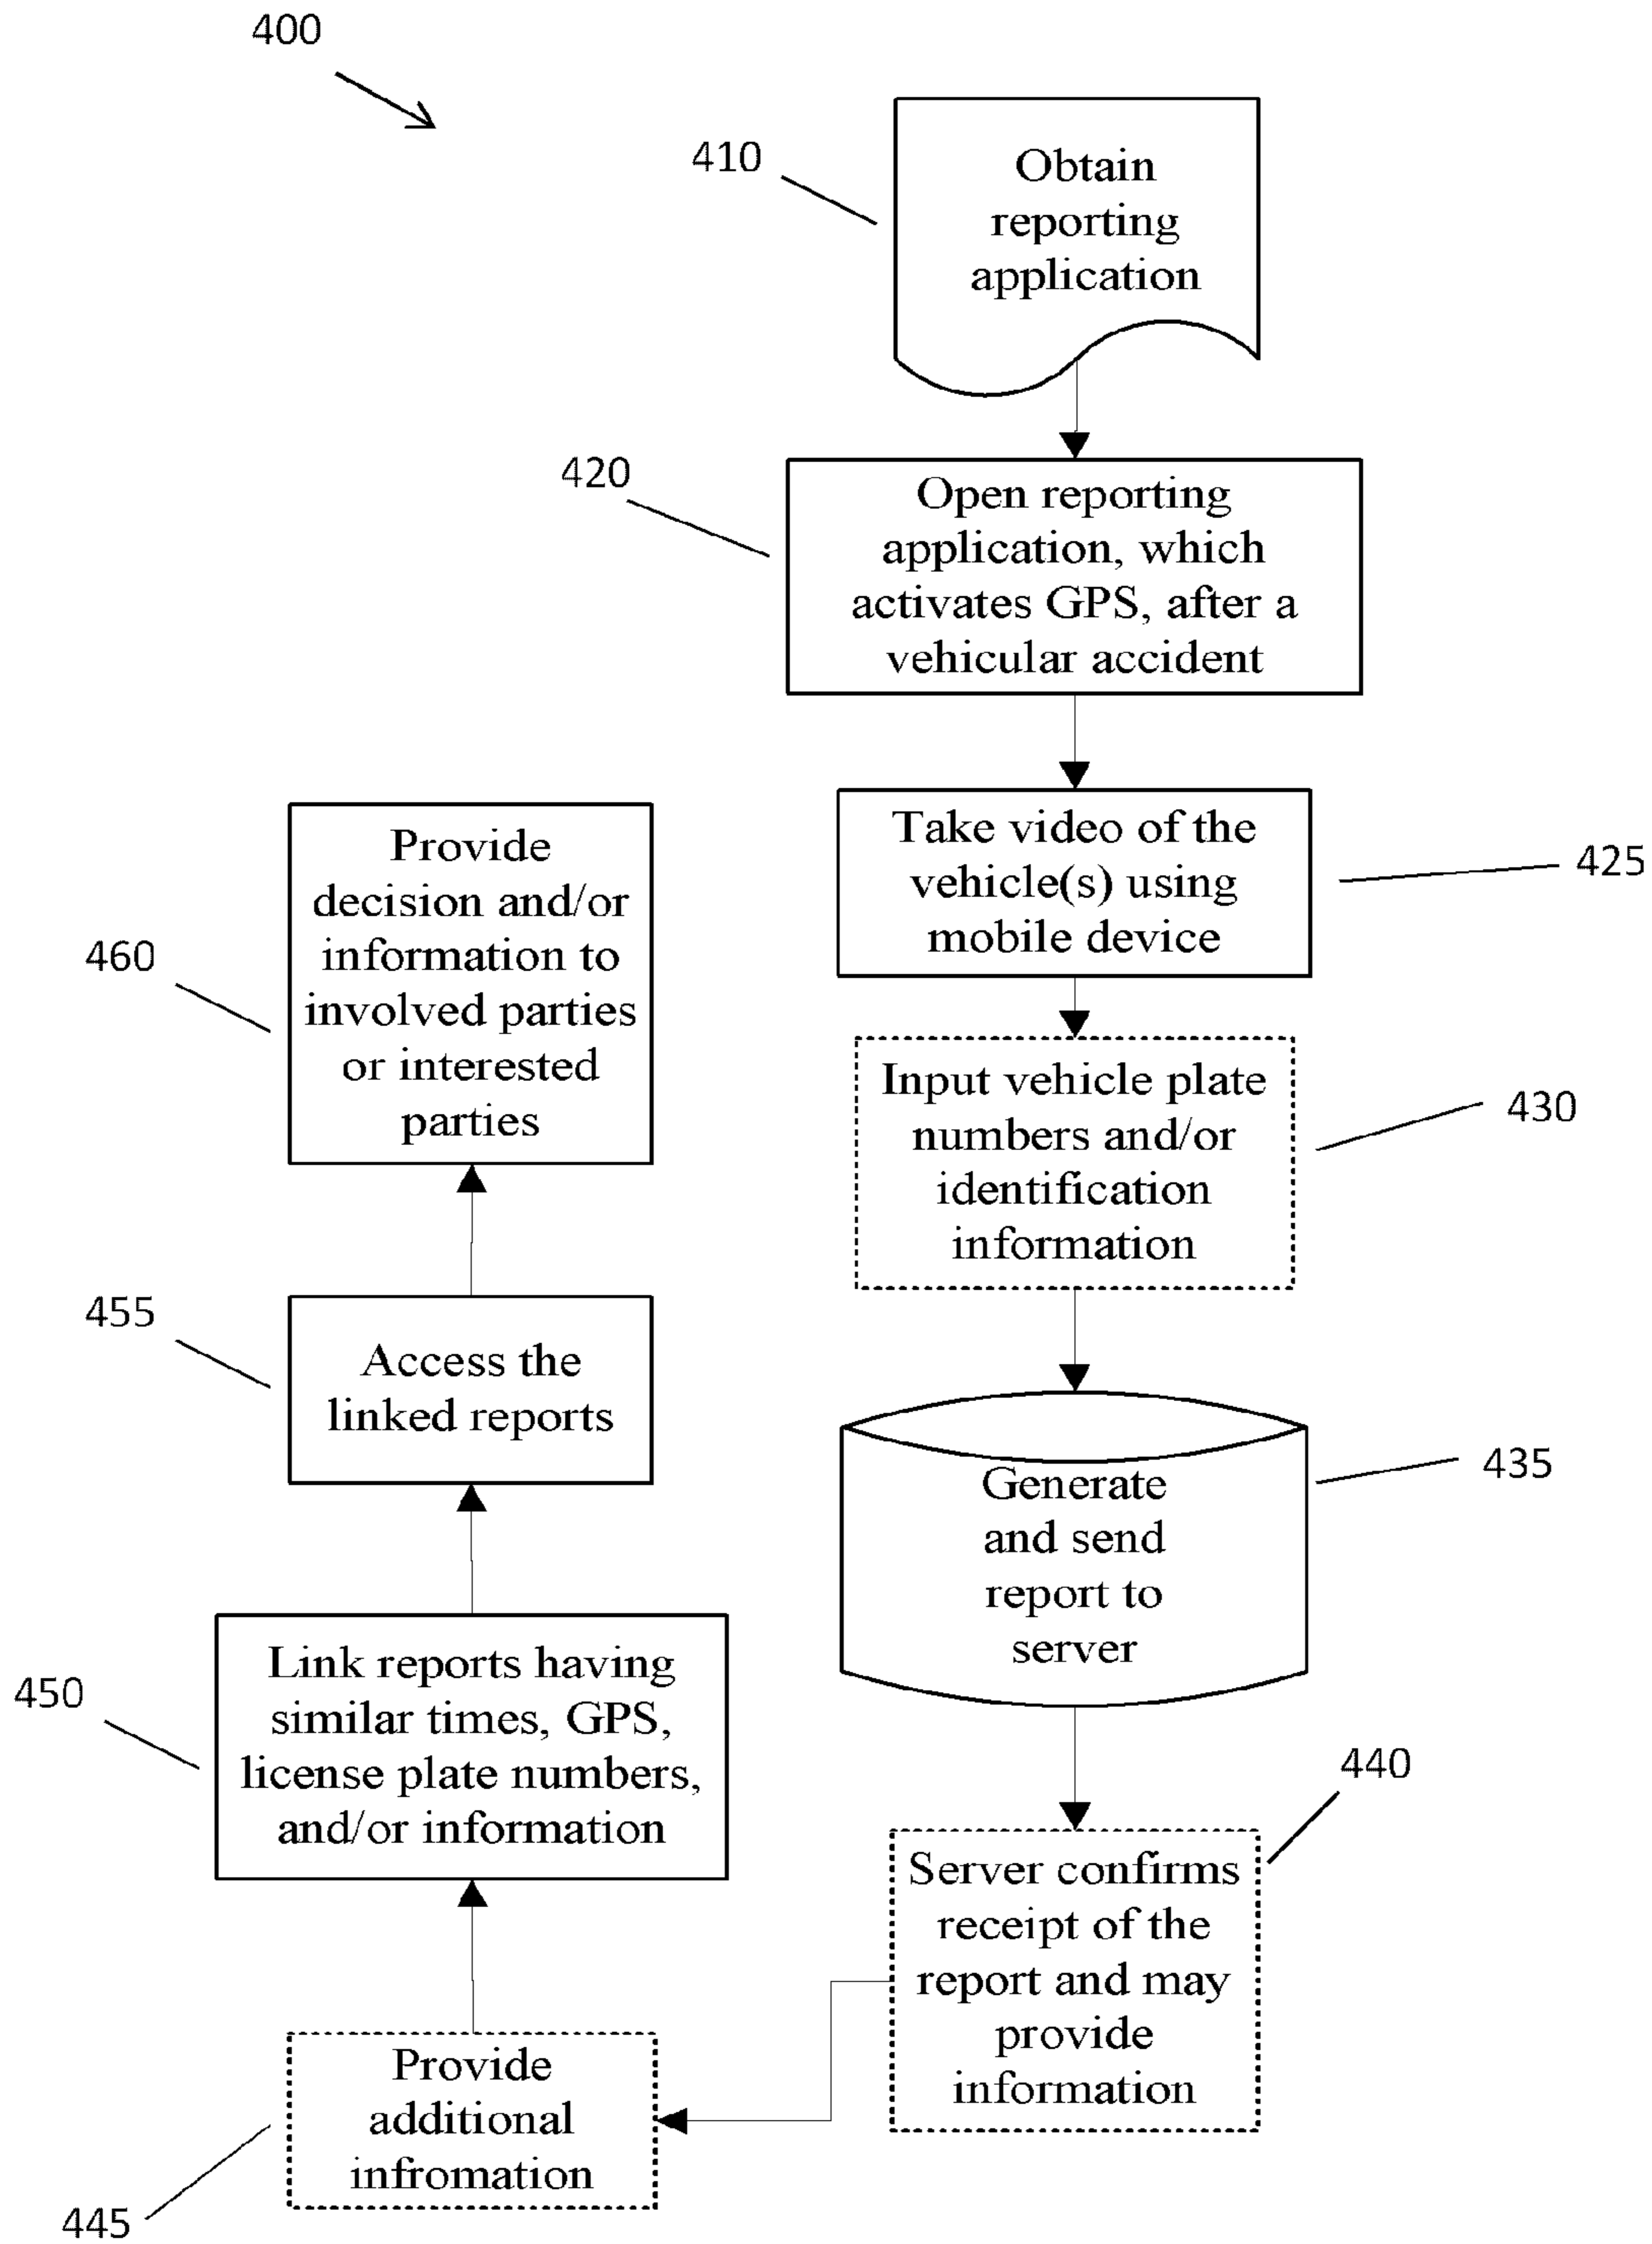 400
410
Obtain
reporting
application
420
Open reporting
application, which
activates GPS, after a
vehicular accident
425
Take video of the
vehicle(s) using
mobile device
430
Input vehicle plate
numbers and/or
identification
information
435
Generate
and send
report to
server
440
Server confirms
receipt of the
report and may
provide
information
445
Provide
additional
infromation
450
Link reports having
similar times, GPS,
license plate numbers,
and/or information
455
Access the
linked reports
460
Provide
decision and/or
information to
involved parties
or interested
parties